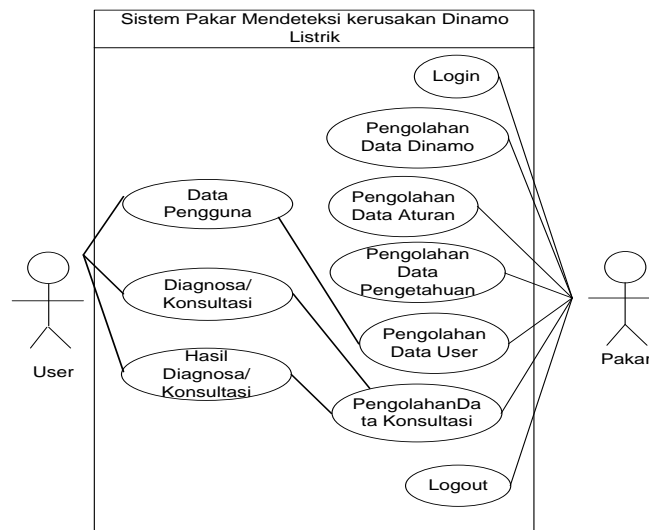 Sistem Pakar Mendeteksi kerusakan Dinamo
Listrik
Login
Pengolahan
Data Dinamo
Data
Pengguna
Pengolahan
Data Aturan
Pengolahan
Data
Pengetahuan
Diagnosa/
Konsultasi
Pengolahan
Data User
User
Pakar
Hasil
Diagnosa/
Konsultasi
PengolahanDa
ta Konsultasi
Logout